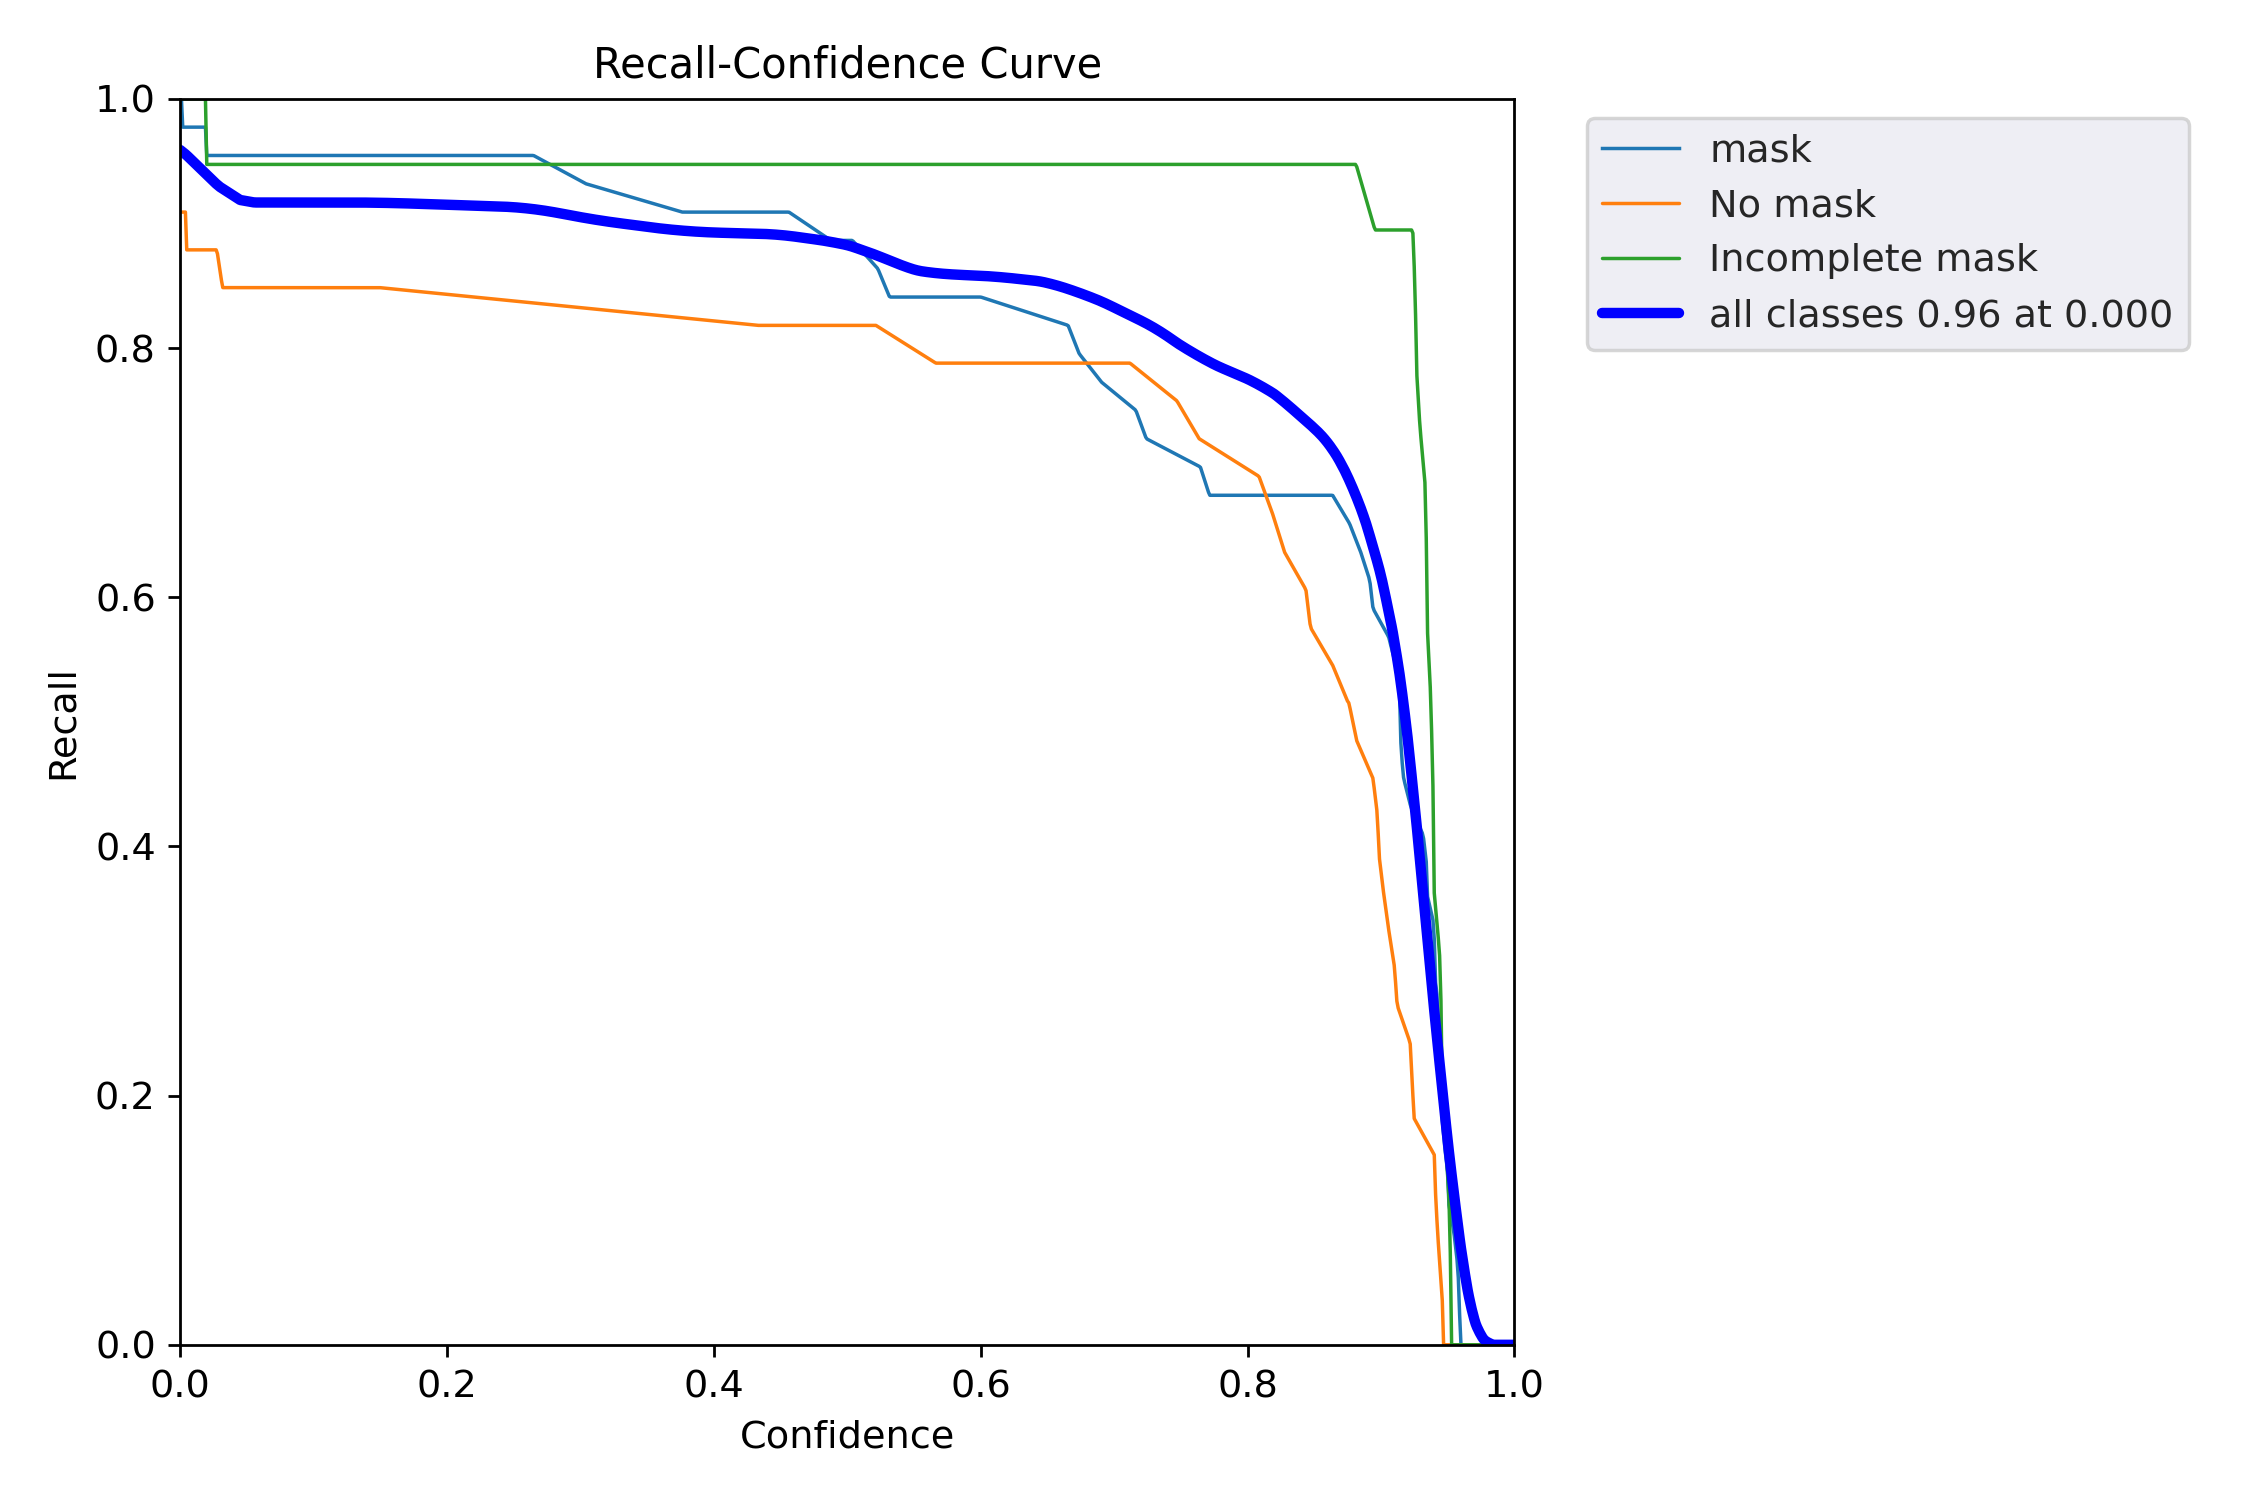 Recall-Confidence Curve
1.0
0.8
0.6
0.4
0.2
0.0
Recall
0.0 0.2 0.4 0.6 0.8 1.0
Confidence
mask
No mask
Incomplete mask
all classes 0.96 at 0.000